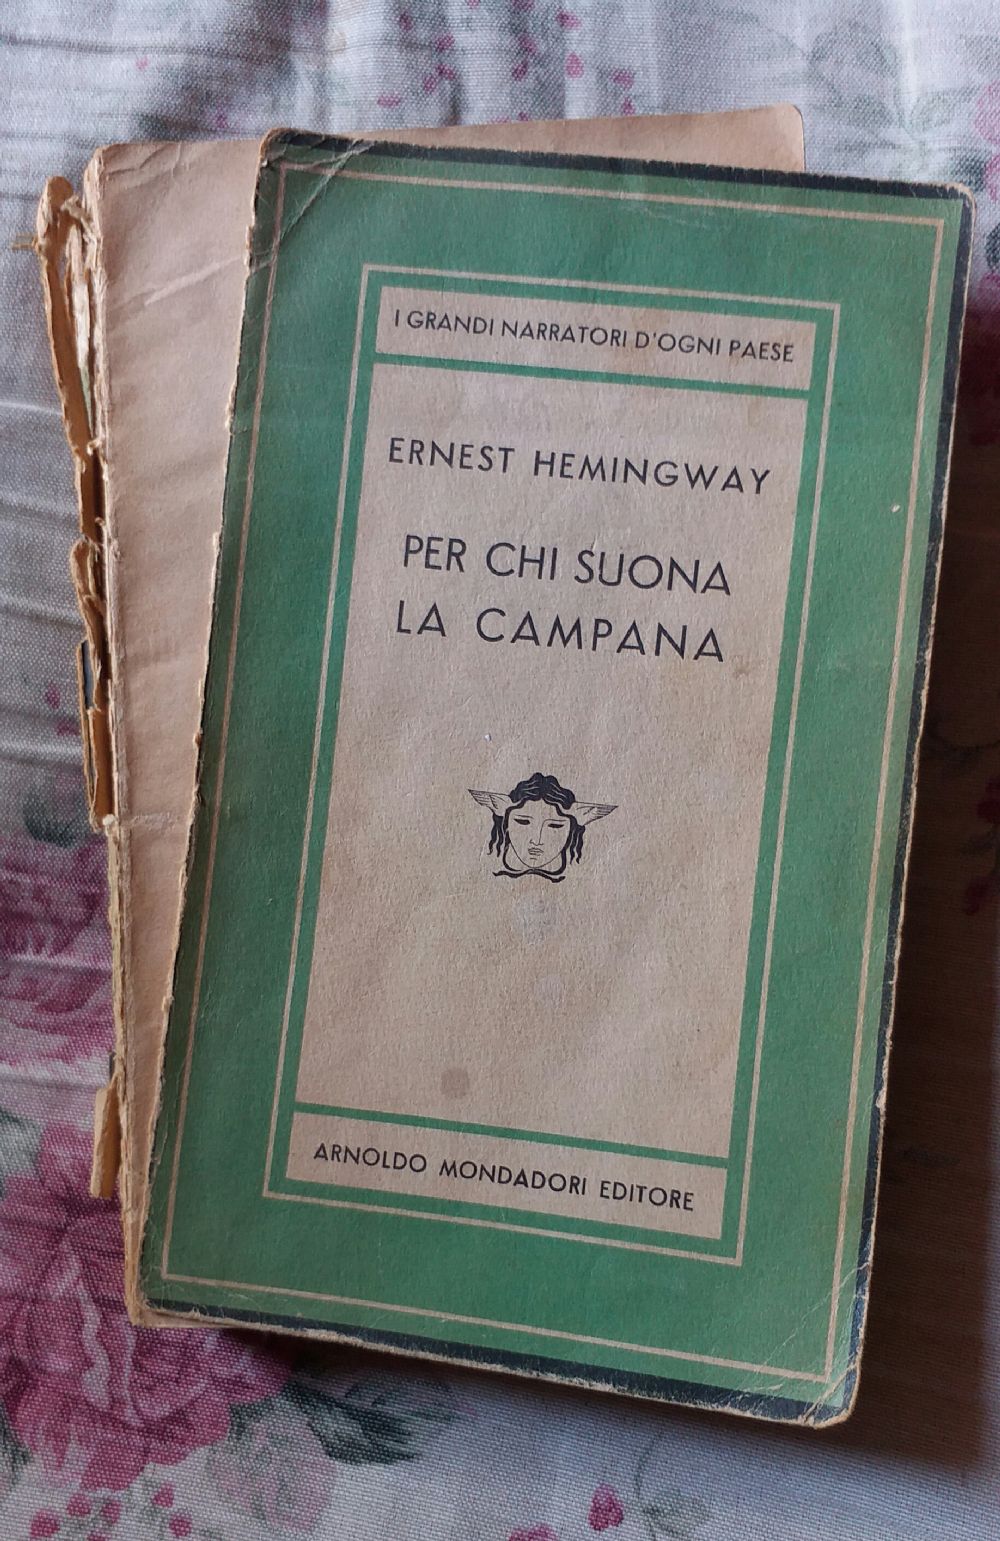 I GRANDI NARRATORI D'OGNI PAESE
ERNEST HEMINGWAY
PER CHI SUONA
LA CAMPANA
ARNOLDO MONDADORI EDITORE